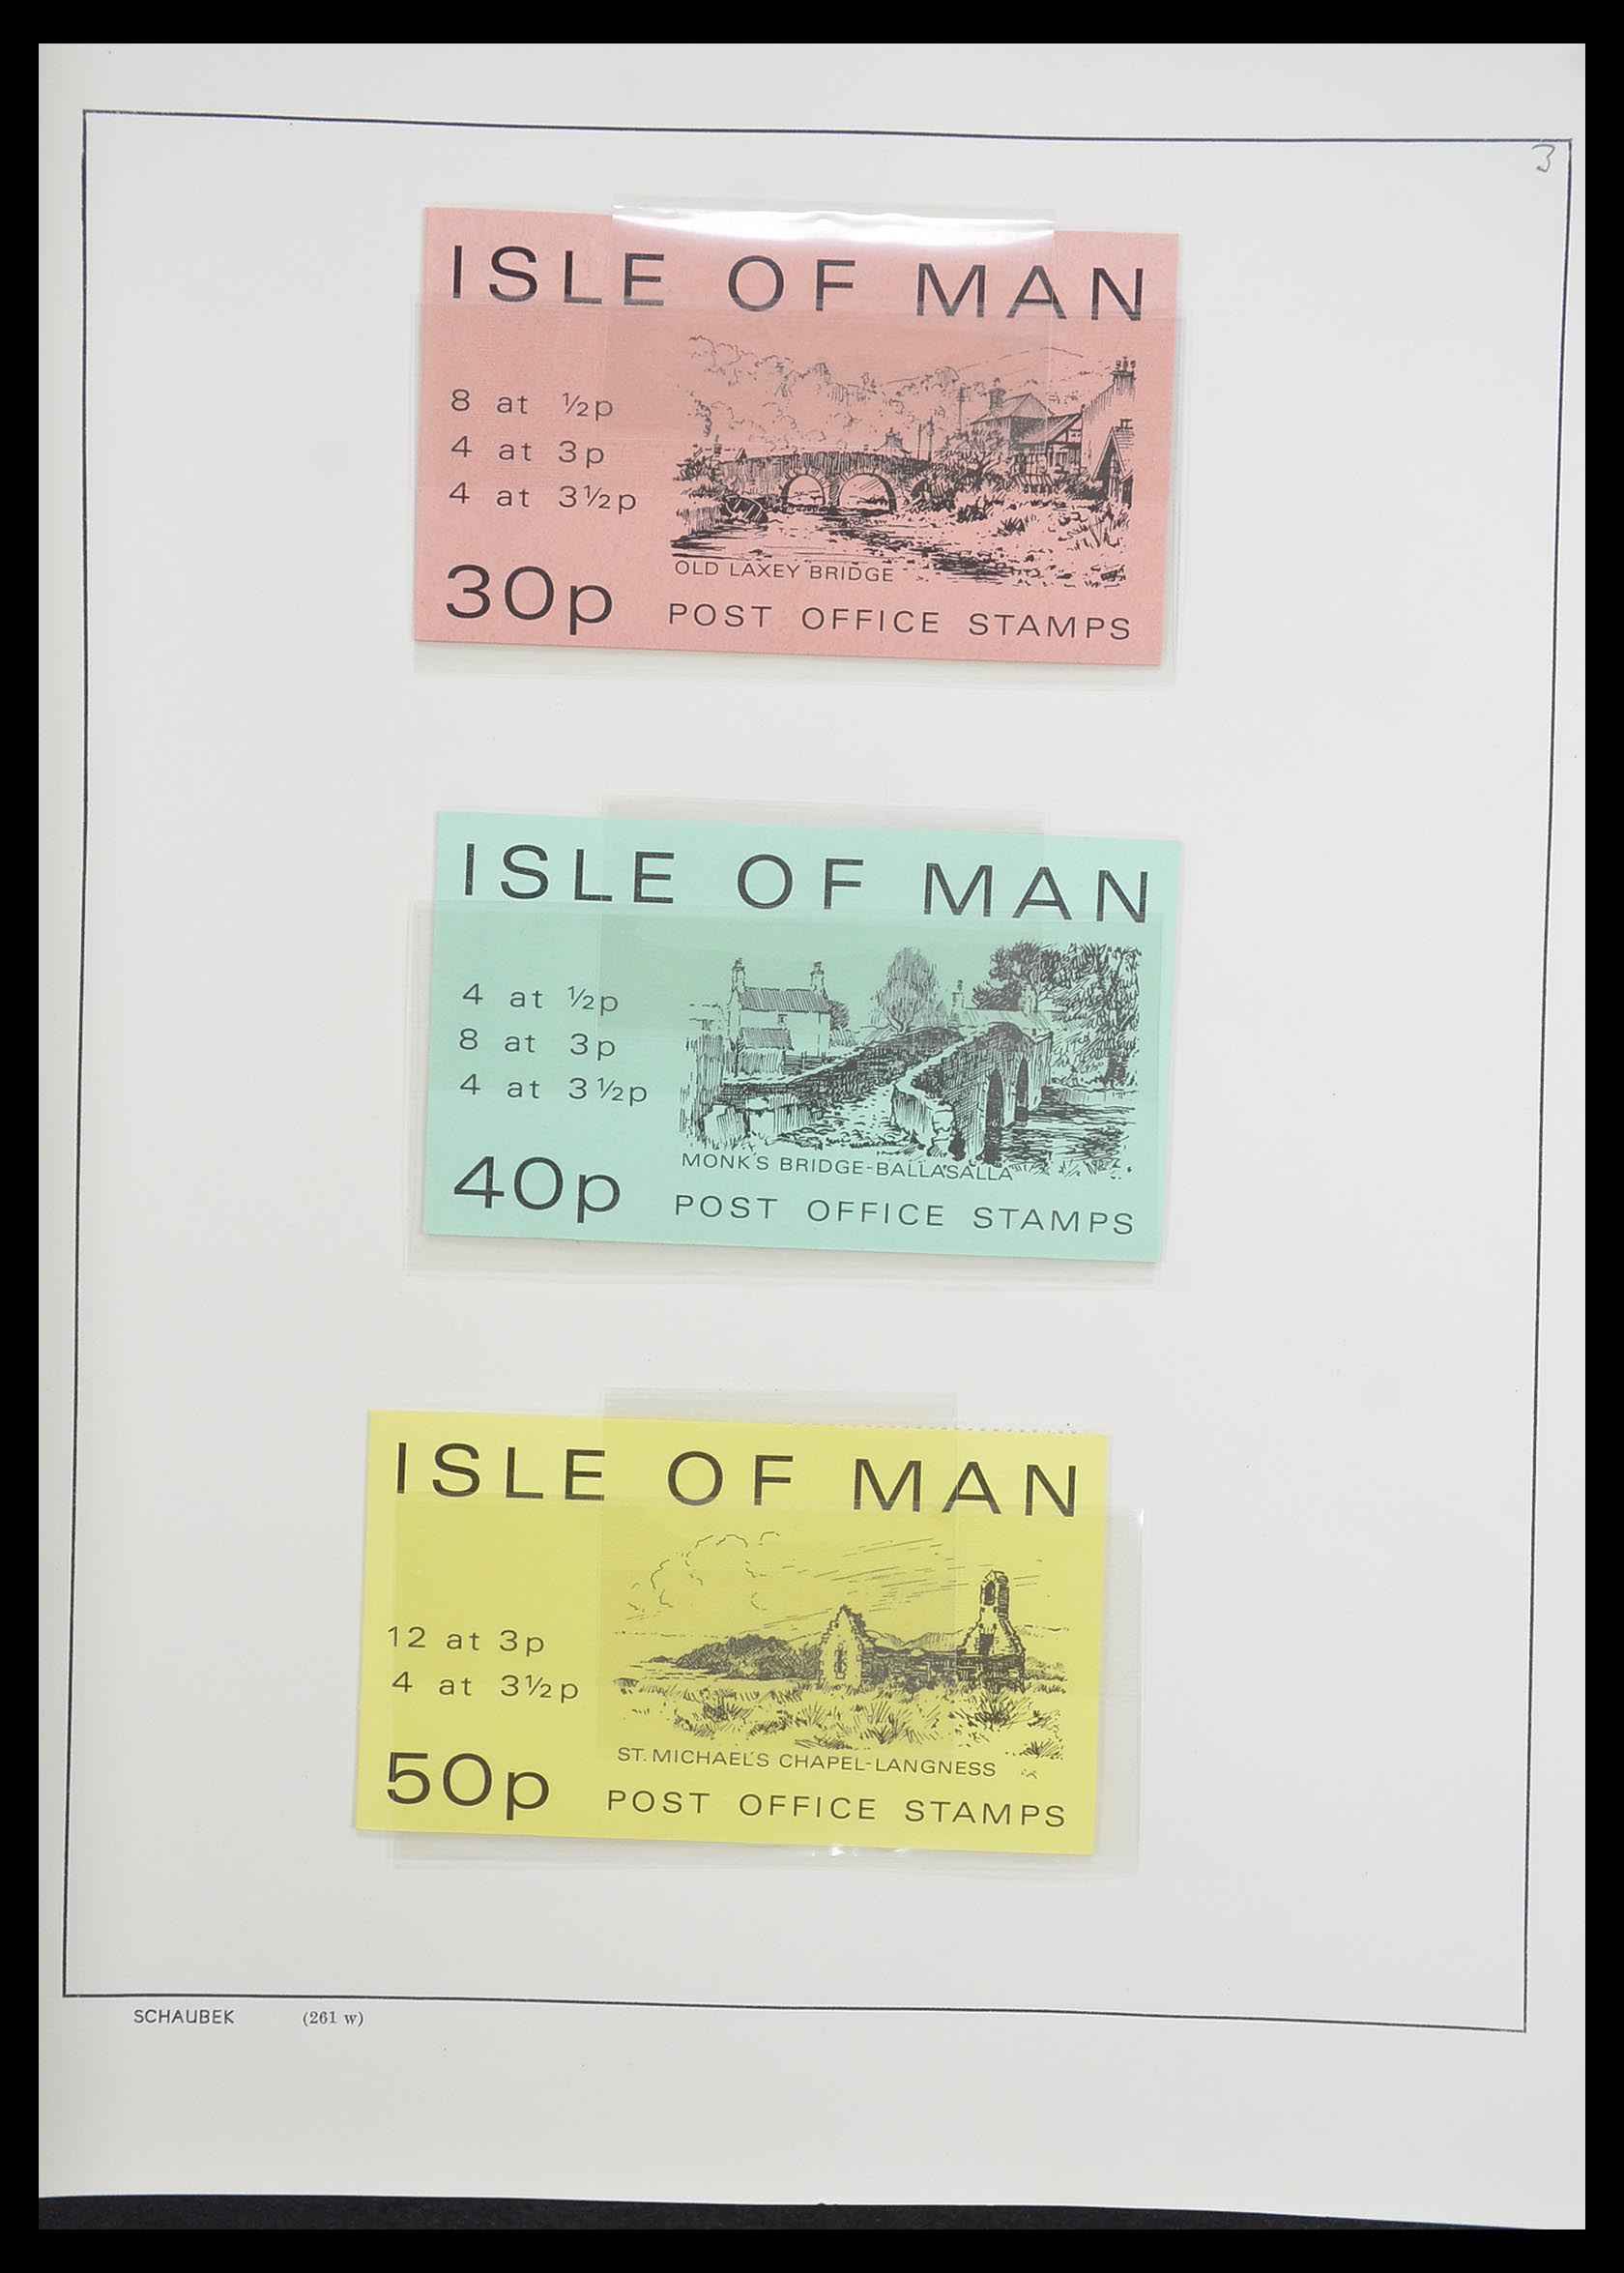 3
ISLE OF MAN
8 at ½p
4 at 3p
4 at 3½p
OLD LAXEY BRIDGE
30p POST OFFICE STAMPS
ISLE OF MAN
4 at ½p
8 at 3p
4 at 3½p
MONK'S BRIDGE-BALLASALLA
40p POST OFFICE STAMPS
ISLE OF MAN
12 at 3p
4 at 3½p
ST. MICHAEL'S CHAPEL-LANGNESS
50p POST OFFICE STAMPS
SCHAUBEK (261 w)